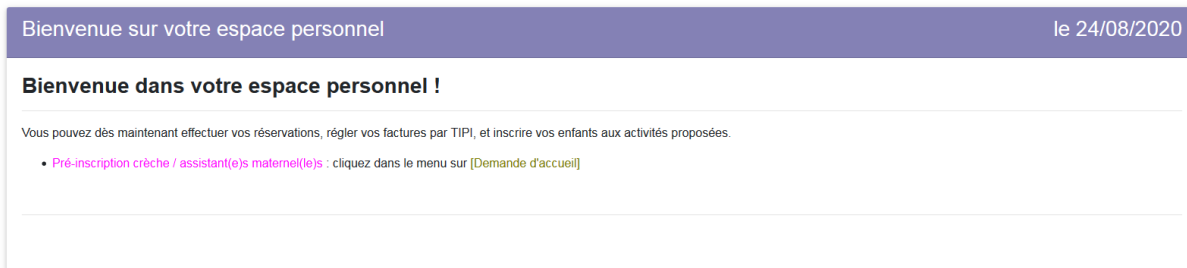 Bienvenue sur votre espace personnel le 24/08/2020
Bienvenue dans votre espace personnel !
Vous pouvez dès maintenant effectuer vos réservations, régler vos factures par TIPI, et inscrire vos enfants aux activités proposées.
• Pré-inscription crèche / assistant(e)s maternel(le)s : cliquez dans le menu sur [Demande d'accueil]